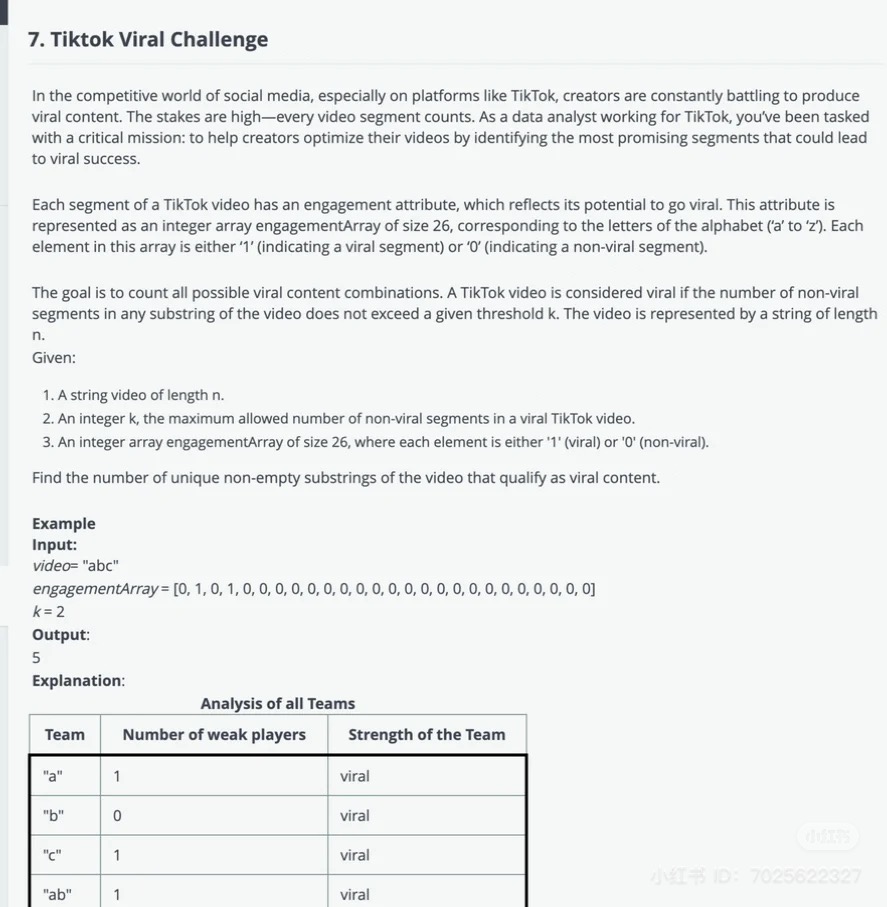 7. Tiktok Viral Challenge
In the competitive world of social media, especially on platforms like TikTok, creators are constantly battling to produce
viral content. The stakes are high—every video segment counts. As a data analyst working for TikTok, you’ve been tasked
with a critical mission: to help creators optimize their videos by identifying the most promising segments that could lead
to viral success.
Each segment of a TikTok video has an engagement attribute, which reflects its potential to go viral. This attribute is
represented as an integer array engagementArray of size 26, corresponding to the letters of the alphabet (‘a’ to ‘z’). Each
element in this array is either ‘1’ (indicating a viral segment) or ‘0’ (indicating a non-viral segment).
The goal is to count all possible viral content combinations. A TikTok video is considered viral if the number of non-viral
segments in any substring of the video does not exceed a given threshold k. The video is represented by a string of length
n.
Given:
1. A string video of length n.
2. An integer k, the maximum allowed number of non-viral segments in a viral TikTok video.
3. An integer array engagementArray of size 26, where each element is either '1' (viral) or '0' (non-viral).
Find the number of unique non-empty substrings of the video that qualify as viral content.
Example
Input:
video= "abc"
engagementArray = [0, 1, 0, 1, 0, 0, 0, 0, 0, 0, 0, 0, 0, 0, 0, 0, 0, 0, 0, 0, 0, 0, 0, 0, 0, 0]
k = 2
Output:
5
Explanation:
Analysis of all Teams
Team Number of weak players Strength of the Team
"a" 1 viral
"b" 0 viral
"c" 1 viral
"ab" 1 viral
小红书
小红书 ID: 7025622327